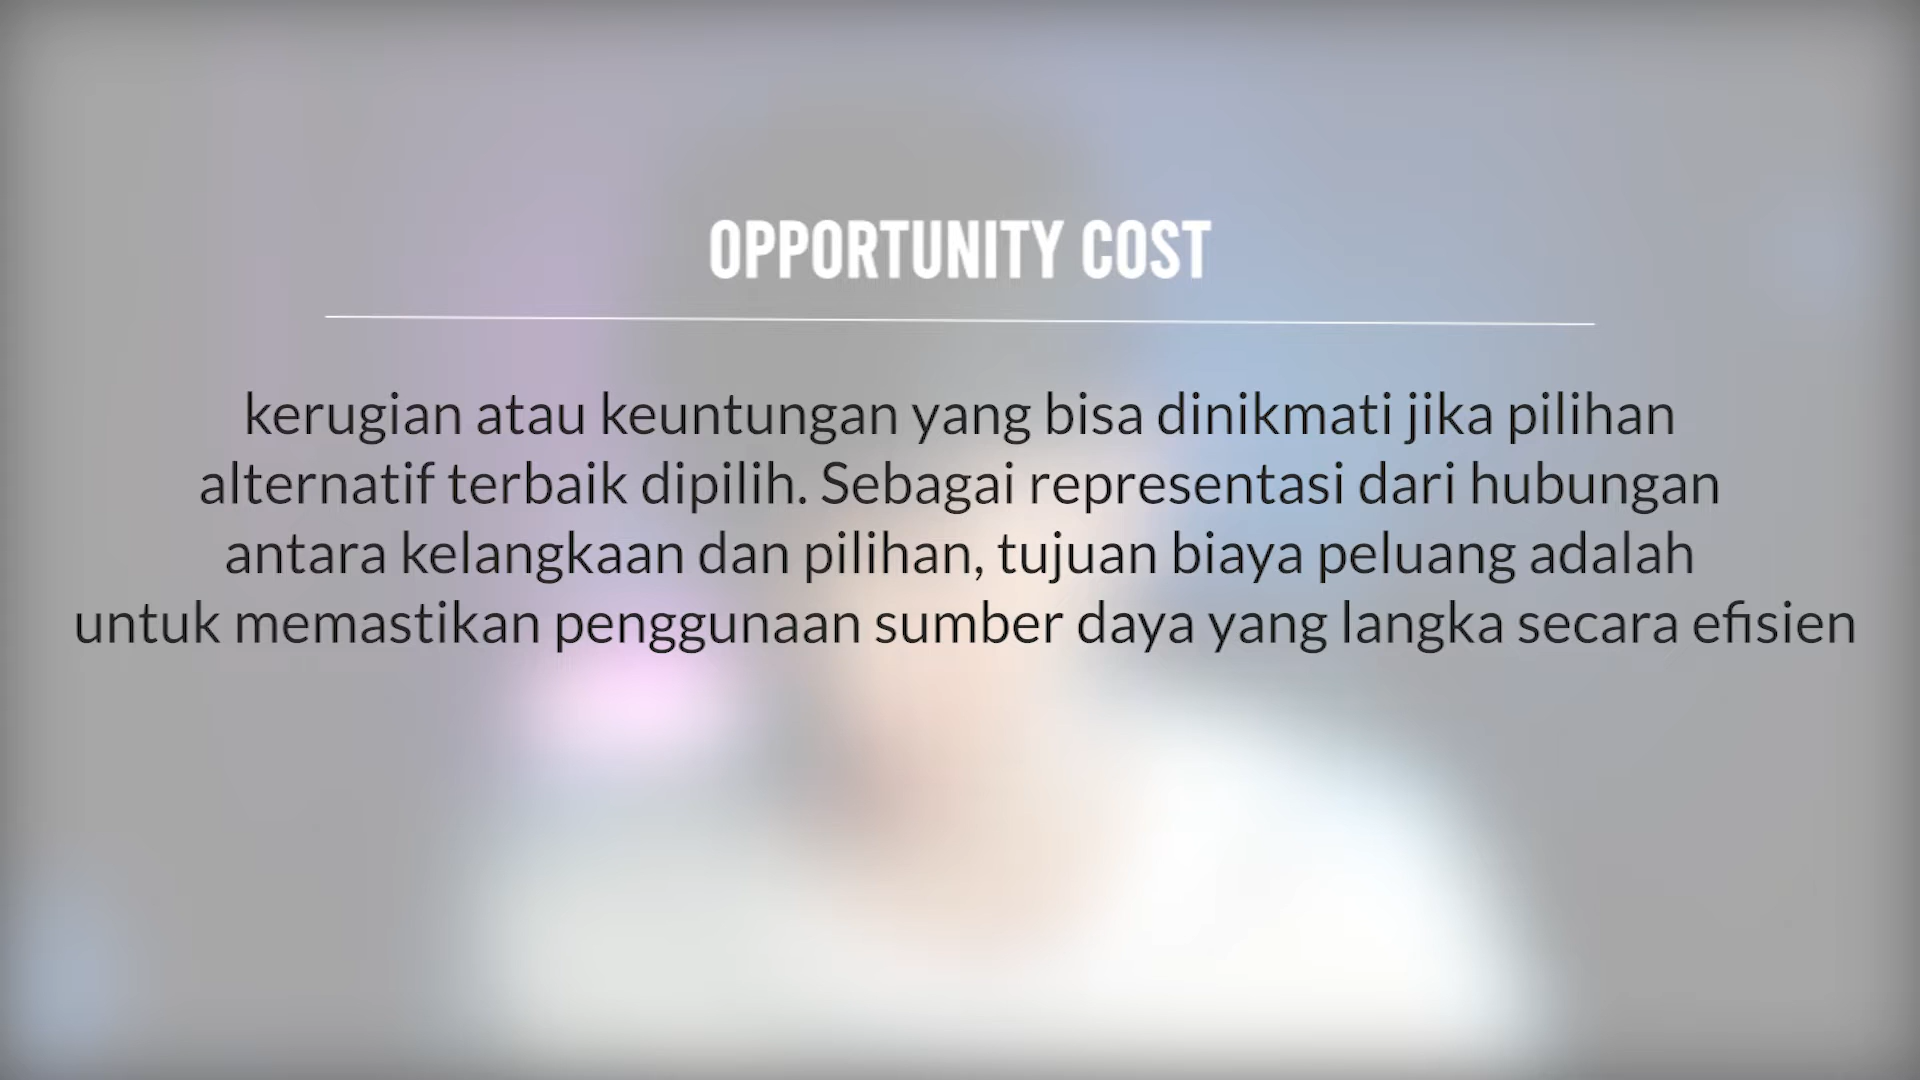 OPPORTUNITY COST
kerugian atau keuntungan yang bisa dinikmati jika pilihan
alternatif terbaik dipilih. Sebagai representasi dari hubungan
antara kelangkaan dan pilihan, tujuan biaya peluang adalah
untuk memastikan penggunaan sumber daya yang langka secara efisien